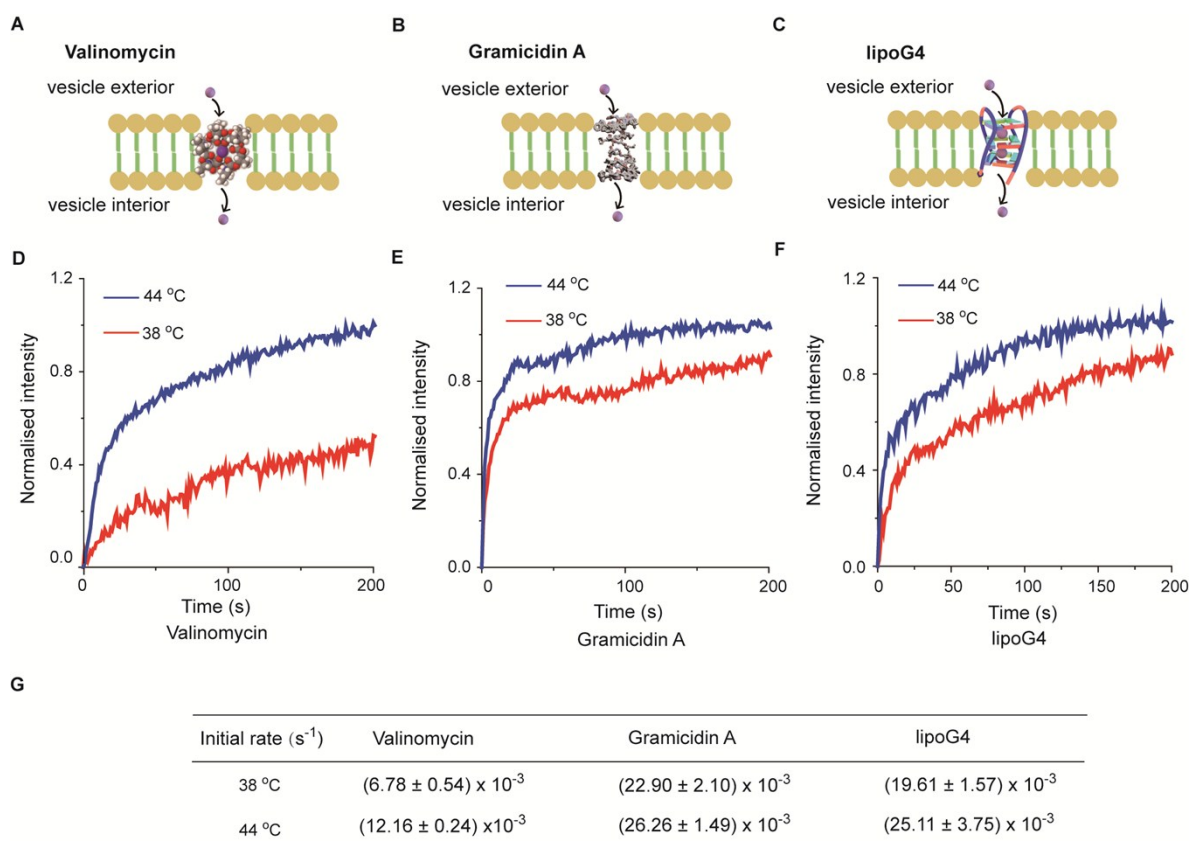 A
Valinomycin
vesicle exterior
vesicle interior
B
Gramicidin A
vesicle exterior
vesicle interior
C
lipoG4
vesicle exterior
vesicle interior
D
1.2
0.8
0.4
0.0
Normalised intensity
44 °C
38 °C
0 100 200
Time (s)
Valinomycin
E
1.2
0.8
0.4
0.0
Normalised intensity
44 °C
38 °C
0 100 200
Time (s)
Gramicidin A
F
1.2
0.8
0.4
0.0
Normalised intensity
44 °C
38 °C
0 50 100 150 200
Time (s)
lipoG4
G
Initial rate (s⁻¹) Valinomycin Gramicidin A lipoG4
38 °C (6.78 ± 0.54) x 10⁻³ (22.90 ± 2.10) x 10⁻³ (19.61 ± 1.57) x 10⁻³
44 °C (12.16 ± 0.24) x10⁻³ (26.26 ± 1.49) x 10⁻³ (25.11 ± 3.75) x 10⁻³